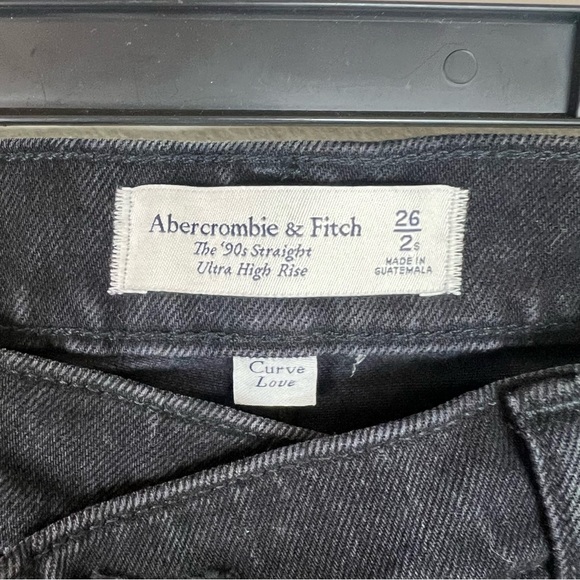 Abercrombie & Fitch
The '90s Straight
Ultra High Rise
26
2s
MADE IN
GUATEMALA
Curve
Love